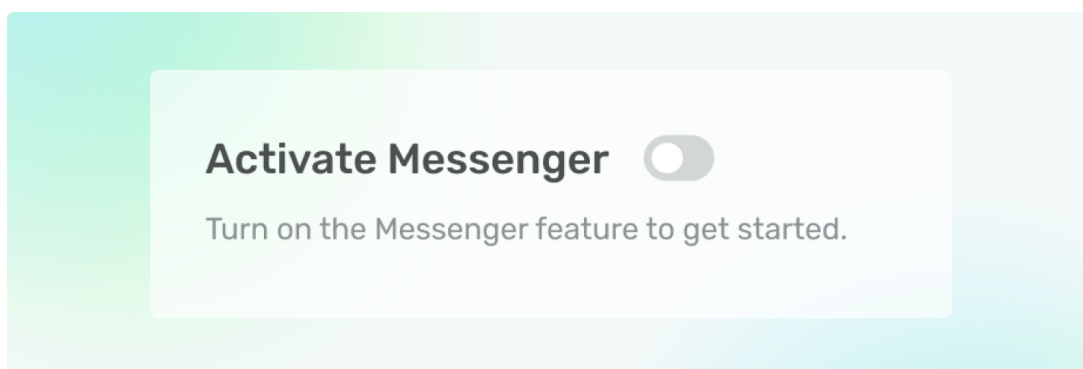 Activate Messenger
Turn on the Messenger feature to get started.